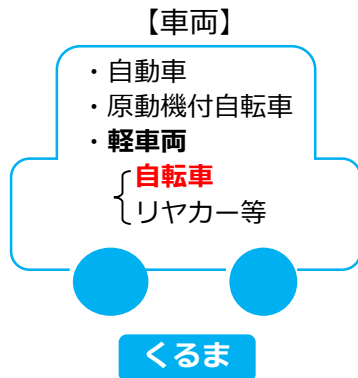 【車両】
・自動車
・原動機付自転車
・軽車両
自転車
リヤカー等
くるま